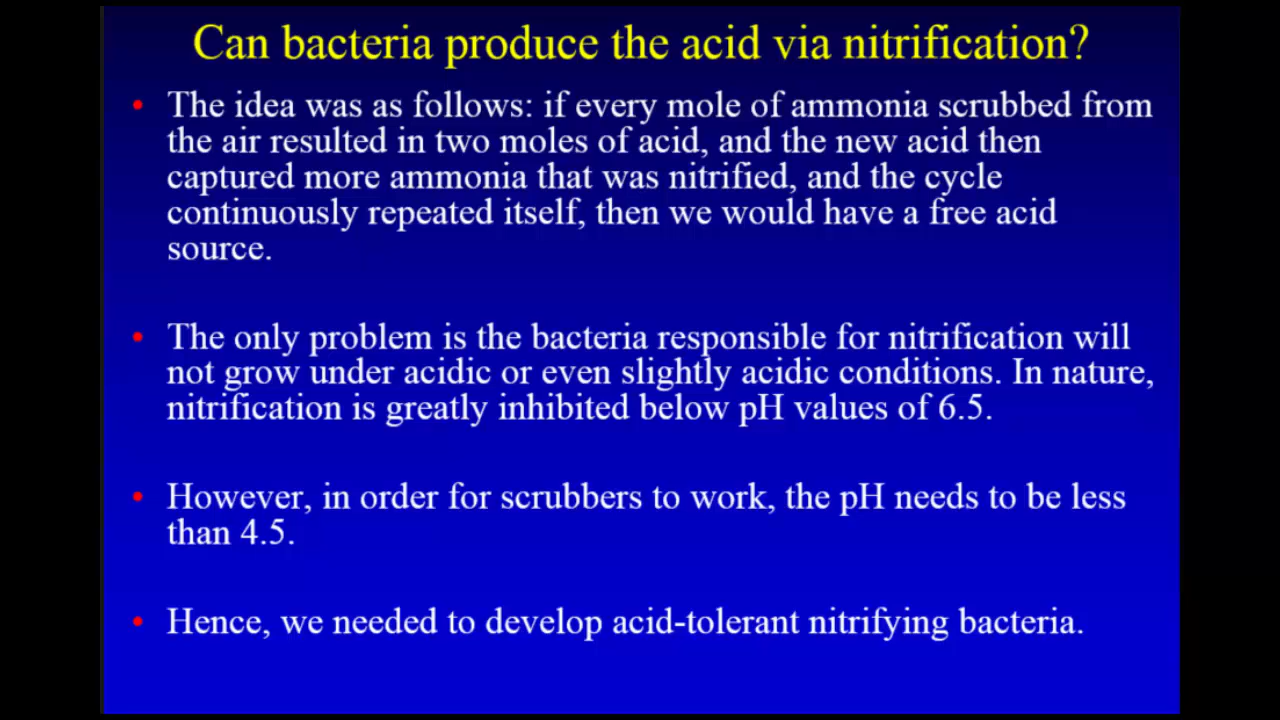 Can bacteria produce the acid via nitrification?
• The idea was as follows: if every mole of ammonia scrubbed from
the air resulted in two moles of acid, and the new acid then
captured more ammonia that was nitrified, and the cycle
continuously repeated itself, then we would have a free acid
source.
• The only problem is the bacteria responsible for nitrification will
not grow under acidic or even slightly acidic conditions. In nature,
nitrification is greatly inhibited below pH values of 6.5.
• However, in order for scrubbers to work, the pH needs to be less
than 4.5.
• Hence, we needed to develop acid-tolerant nitrifying bacteria.